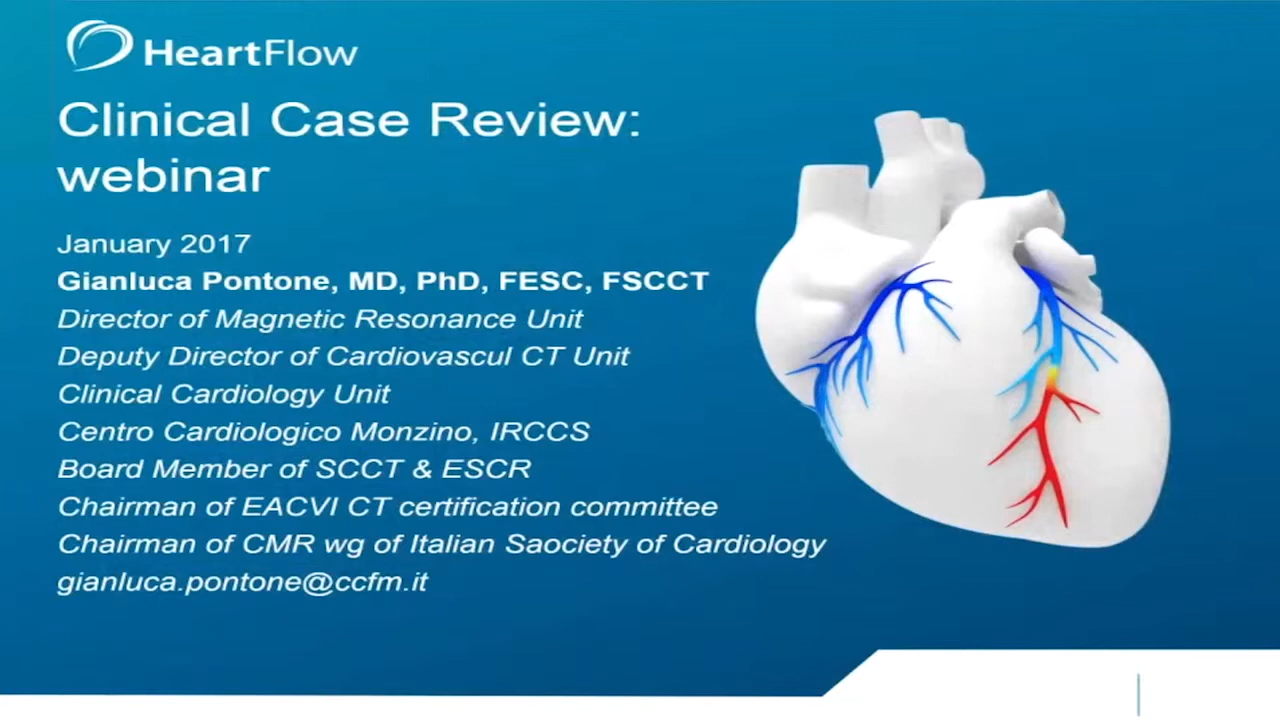 HeartFlow
Clinical Case Review:
webinar
January 2017
Gianluca Pontone, MD, PhD, FESC, FSCCT
Director of Magnetic Resonance Unit
Deputy Director of Cardiovascul CT Unit
Clinical Cardiology Unit
Centro Cardiologico Monzino, IRCCS
Board Member of SCCT & ESCR
Chairman of EACVI CT certification committee
Chairman of CMR wg of Italian Saociety of Cardiology
gianluca.pontone@ccfm.it